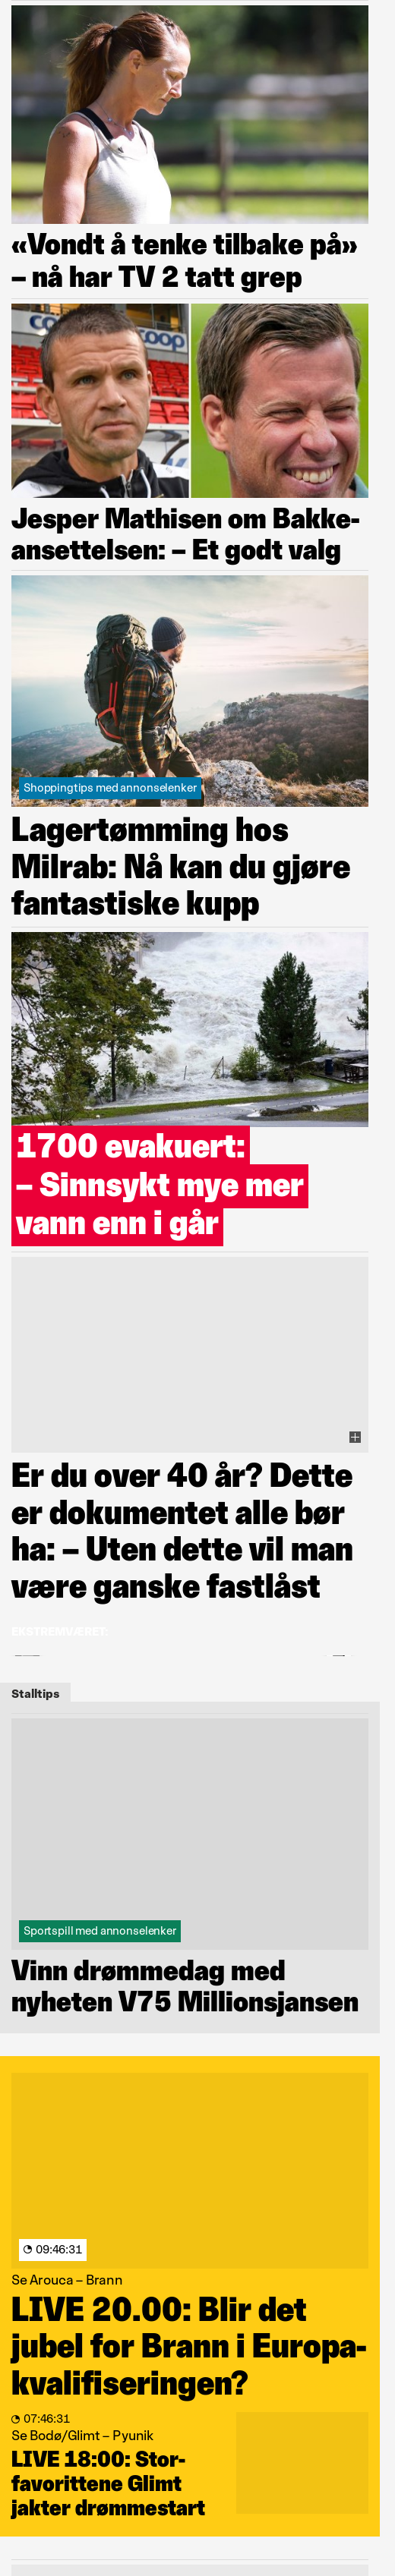 co
coop
«Vondt å tenke tilbake på»
– nå har TV 2 tatt grep
Jesper Mathisen om Bakke-
ansettelsen: – Et godt valg
Shoppingtips med annonselenker
Lagertømming hos
Milrab: Nå kan du gjøre
fantastiske kupp
1700 evakuert:
– Sinnsykt mye mer
vann enn i går
Er du over 40 år? Dette
er dokumentet alle bør
ha: – Uten dette vil man
være ganske fastlåst
EKSTREMVÆRET:
Stalltips
Sportspill med annonselenker
Vinn drømmedag med
nyheten V75 Millionsjansen
09:46:31
Se Arouca – Brann
LIVE 20.00: Blir det
jubel for Brann i Europa-
kvalifiseringen?
07:46:31
Se Bodø/Glimt – Pyunik
LIVE 18:00: Stor-
favorittene Glimt
jakter drømmestart